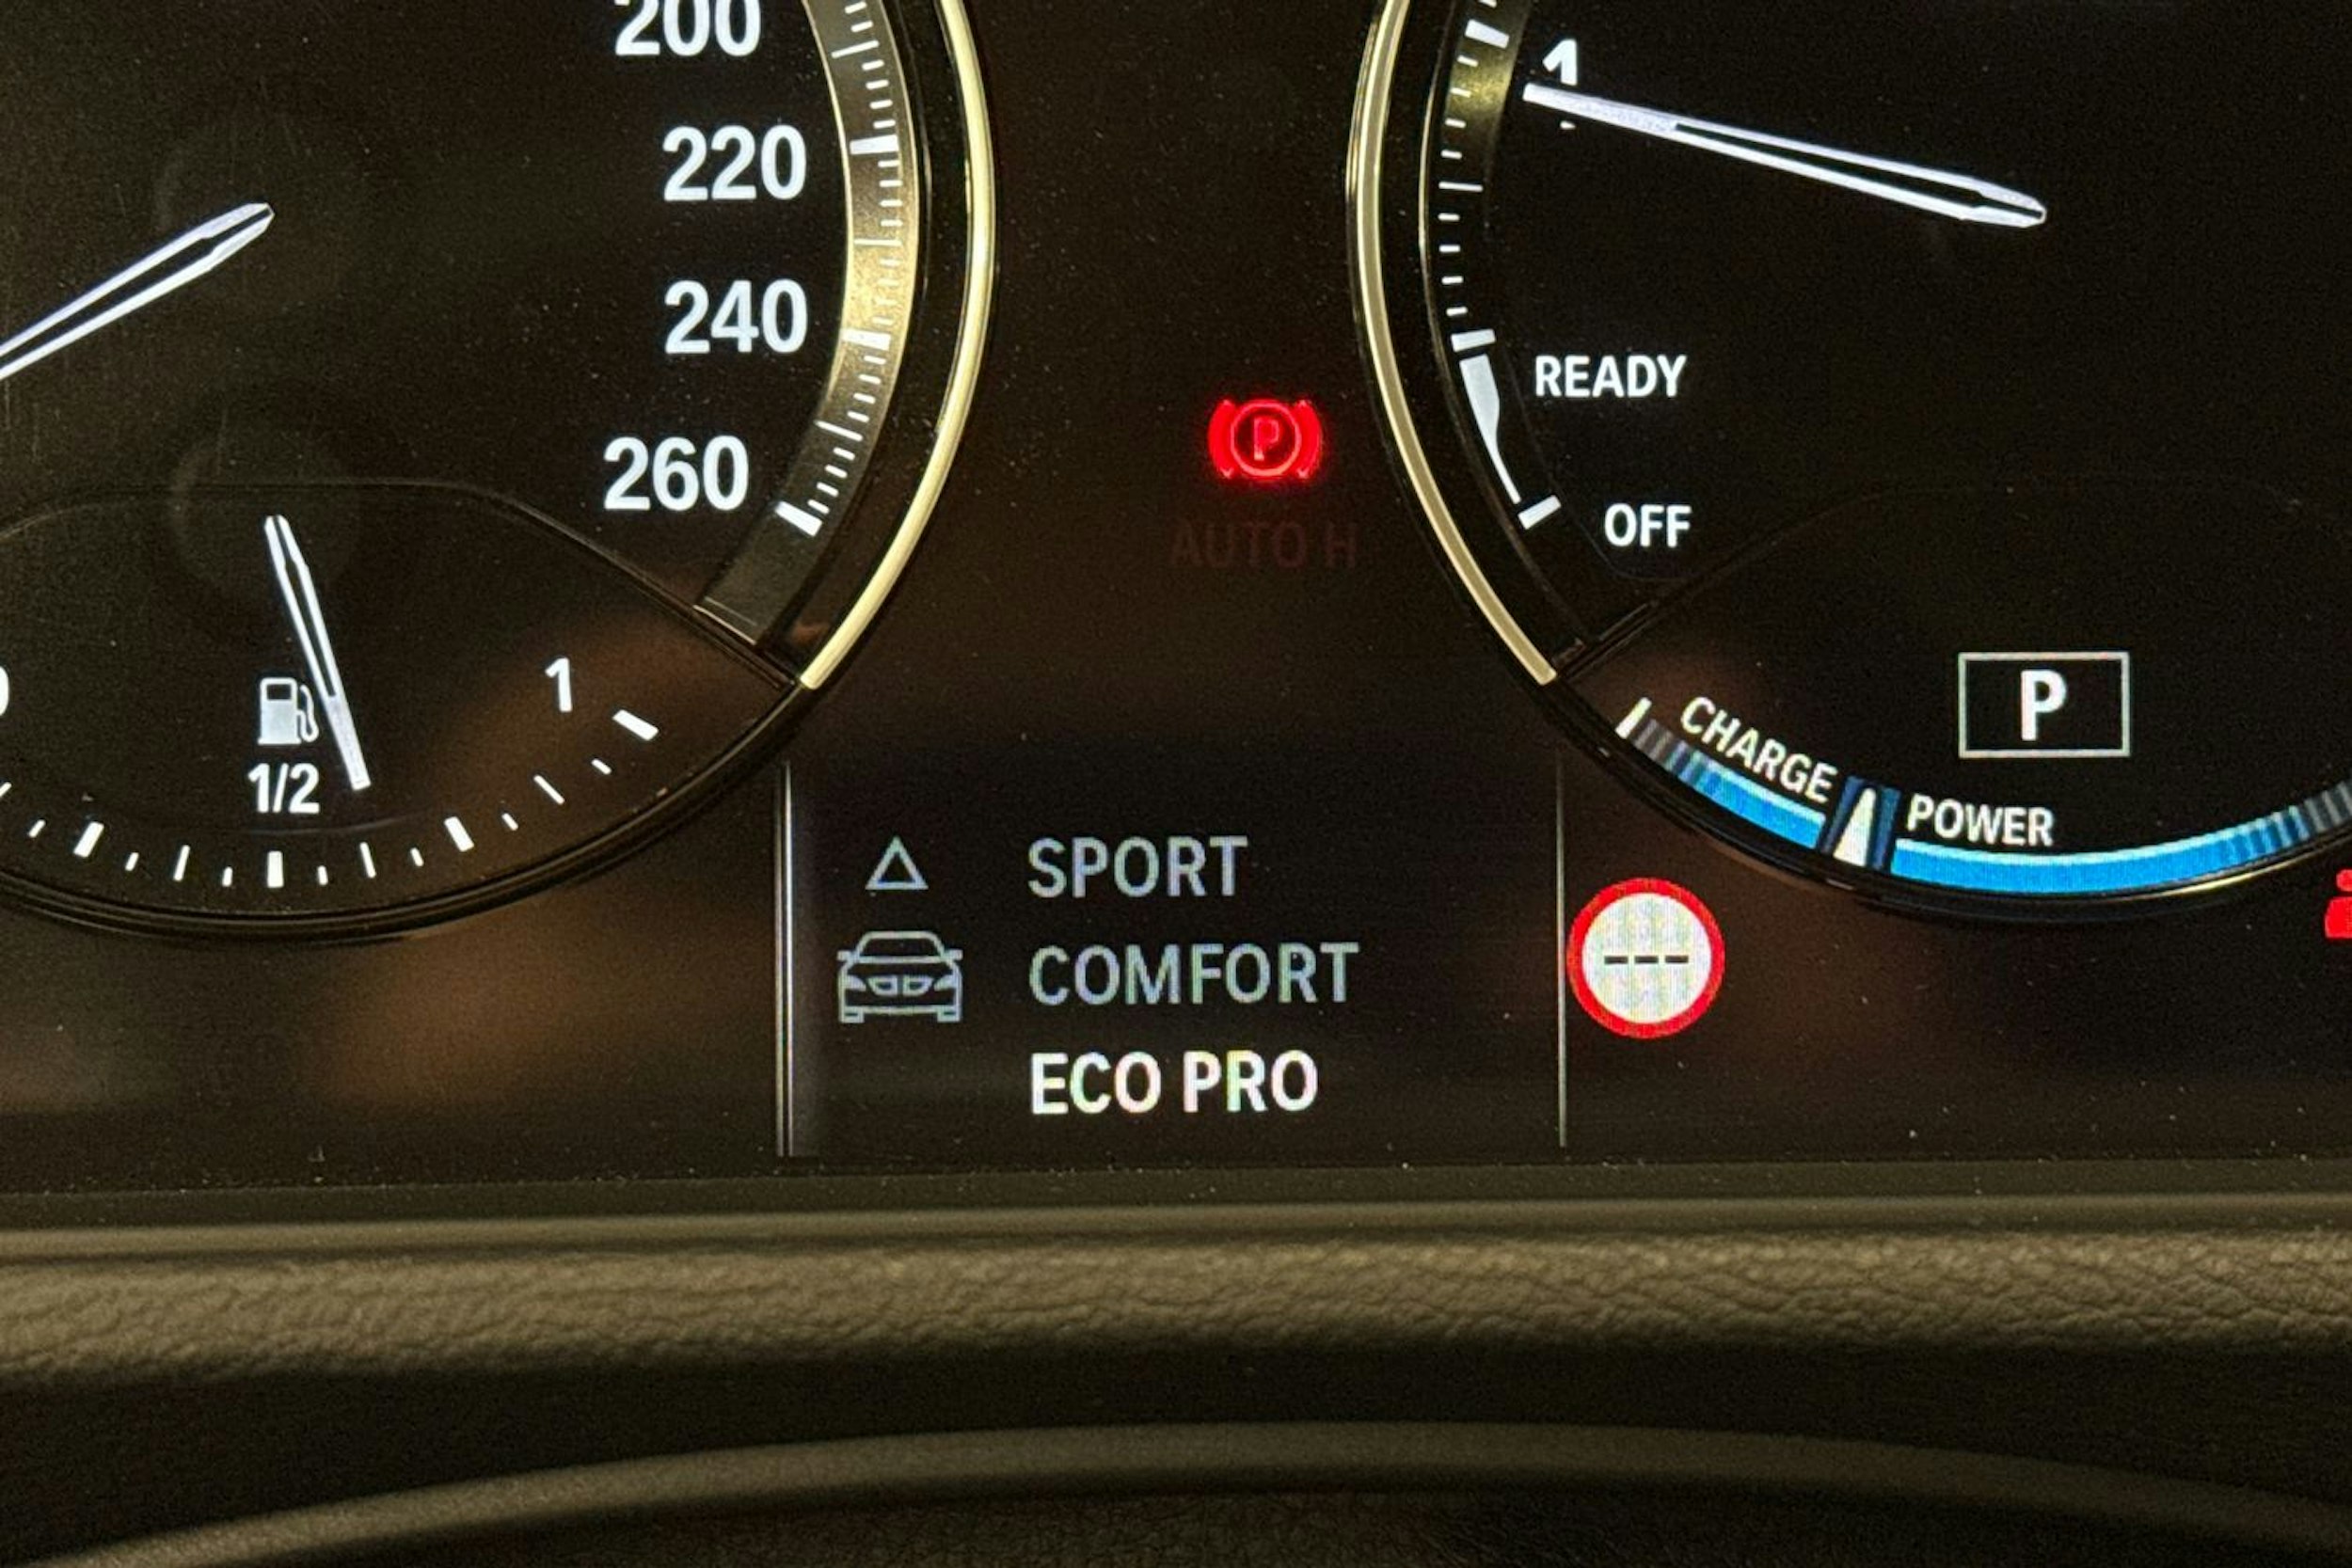 200
220
240
260
1
1/2
1
READY
OFF
P
AUTO H
P
CHARGE
POWER
SPORT
COMFORT
ECO PRO
---